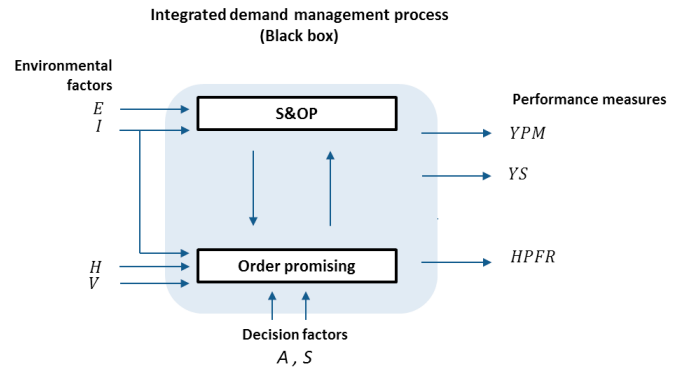 Integrated demand management process
(Black box)
Environmental
factors
E
I
S&OP
Performance measures
YPM
YS
HPFR
H
V
Order promising
Decision factors
A , S